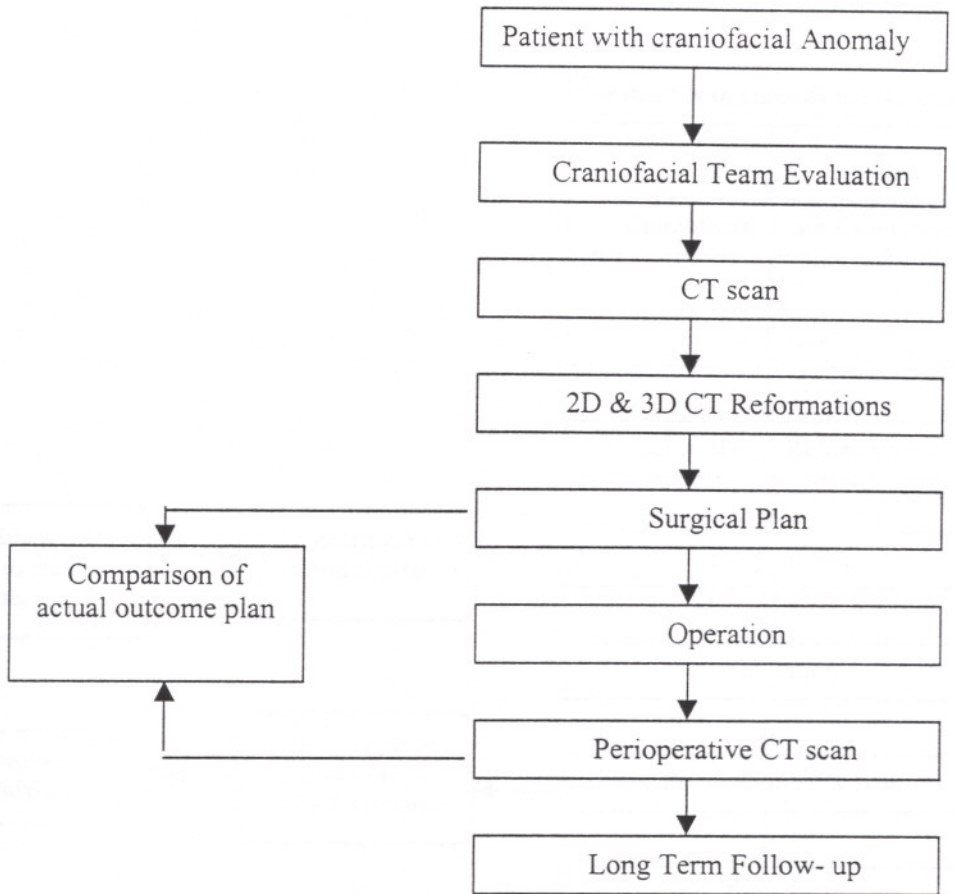 Patient with craniofacial Anomaly
Craniofacial Team Evaluation
CT scan
2D & 3D CT Reformations
Surgical Plan
Comparison of
actual outcome plan
Operation
Perioperative CT scan
Long Term Follow- up